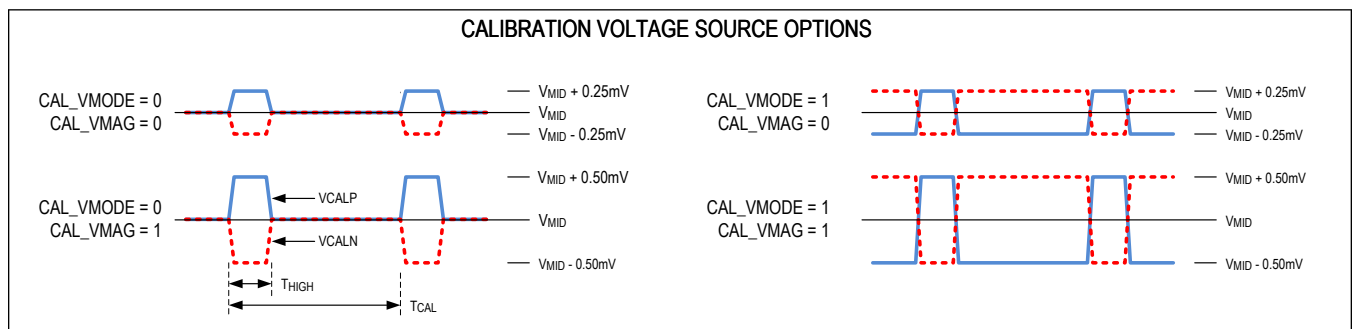 CALIBRATION VOLTAGE SOURCE OPTIONS
CAL_VMODE = 0
CAL_VMAG = 0
VMID + 0.25mV
VMID
VMID - 0.25mV
CAL_VMODE = 0
CAL_VMAG = 1
VCALP
VCALN
VMID + 0.50mV
VMID
VMID - 0.50mV
THIGH
TCAL
CAL_VMODE = 1
CAL_VMAG = 0
VMID + 0.25mV
VMID
VMID - 0.25mV
CAL_VMODE = 1
CAL_VMAG = 1
VMID + 0.50mV
VMID
VMID - 0.50mV